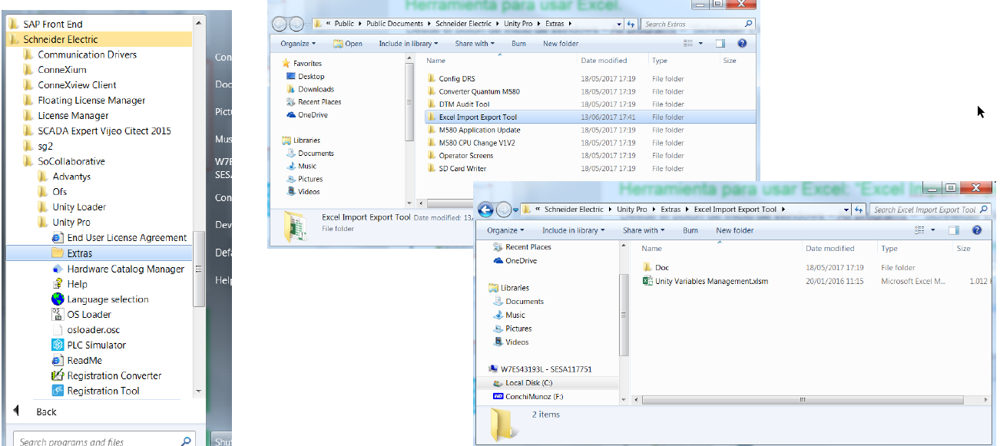 SAP Front End
Schneider Electric
Communication Drivers
ConneXium
ConneXview Client
Floating License Manager
License Manager
SCADA Expert Vijeo Citect 2015
sg2
SoCollaborative
Advantys
Ofs
Unity Loader
Unity Pro
End User License Agreement
Extras
Hardware Catalog Manager
Help
Language selection
OS Loader
osloader.osc
PLC Simulator
ReadMe
Registration Converter
Registration Tool
Back
Search programs and files
Con
Doc
Pict
Mus
W7E
SESA
Con
Dev
Defa
Help
Shu
Herramienta para usar Excel.
« Public Public Documents Schneider Electric Unity Pro Extras
Search Extras
Organize Open Include in library Share with Burn New folder
Favorites
Desktop
Downloads
Recent Places
OneDrive
Libraries
Documents
Music
Pictures
Videos
Name Date modified Type Size
Config DRS 18/05/2017 17:19 File folder
Converter Quantum M580 18/05/2017 17:19 File folder
DTM Audit Tool 18/05/2017 17:19 File folder
Excel Import Export Tool 13/06/2017 17:41 File folder
M580 Application Update 18/05/2017 17:19 File folder
M580 CPU Change V1V2 18/05/2017 17:19 File folder
Operator Screens 18/05/2017 17:19 File folder
SD Card Writer 18/05/2017 17:19 File folder
Excel Import Export Tool Date modified: 13/
File folder
Herramienta para usar Excel: "Excel Im
« Schneider Electric Unity Pro Extras Excel Import Export Tool
Search Excel Import Export Tool
Organize Include in library Share with Burn New folder
Recent Places
OneDrive
Libraries
Documents
Music
Pictures
Videos
W7ES43193L - SESA117751
Local Disk (C:)
ConchiMunoz (F:)
Name Date modified Type Size
Doc 18/05/2017 17:19 File folder
Unity Variables Management.xlsm 20/01/2016 11:15 Microsoft Excel M... 1.012
2 items